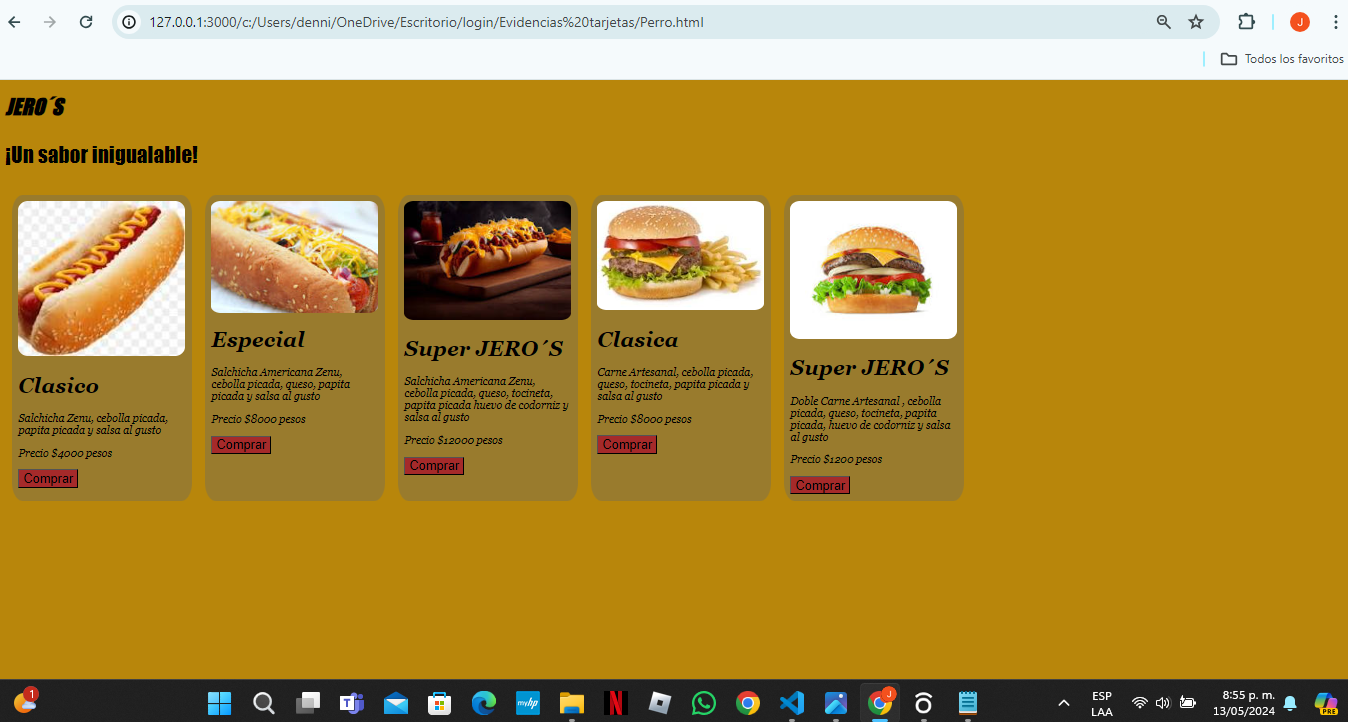 127.0.0.1:3000/c:/Users/denni/OneDrive/Escritorio/login/Evidencias%20tarjetas/Perro.html
J
Todos los favoritos
JERO´S
¡Un sabor inigualable!
Clasico
Salchicha Zenu, cebolla picada,
papita picada y salsa al gusto
Precio $4000 pesos
Comprar
Especial
Salchicha Americana Zenu,
cebolla picada, queso, papita
picada y salsa al gusto
Precio $8000 pesos
Comprar
Super JERO´S
Salchicha Americana Zenu,
cebolla picada, queso, tocineta,
papita picada huevo de codorniz y
salsa al gusto
Precio $12000 pesos
Comprar
Clasica
Carne Artesanal, cebolla picada,
queso, tocineta, papita picada y
salsa al gusto
Precio $8000 pesos
Comprar
Super JERO´S
Doble Carne Artesanal , cebolla
picada, queso, tocineta, papita
picada, huevo de codorniz y salsa
al gusto
Precio $1200 pesos
Comprar
1
myhp
N
J
PRE
ESP
LAA
8:55 p. m.
13/05/2024